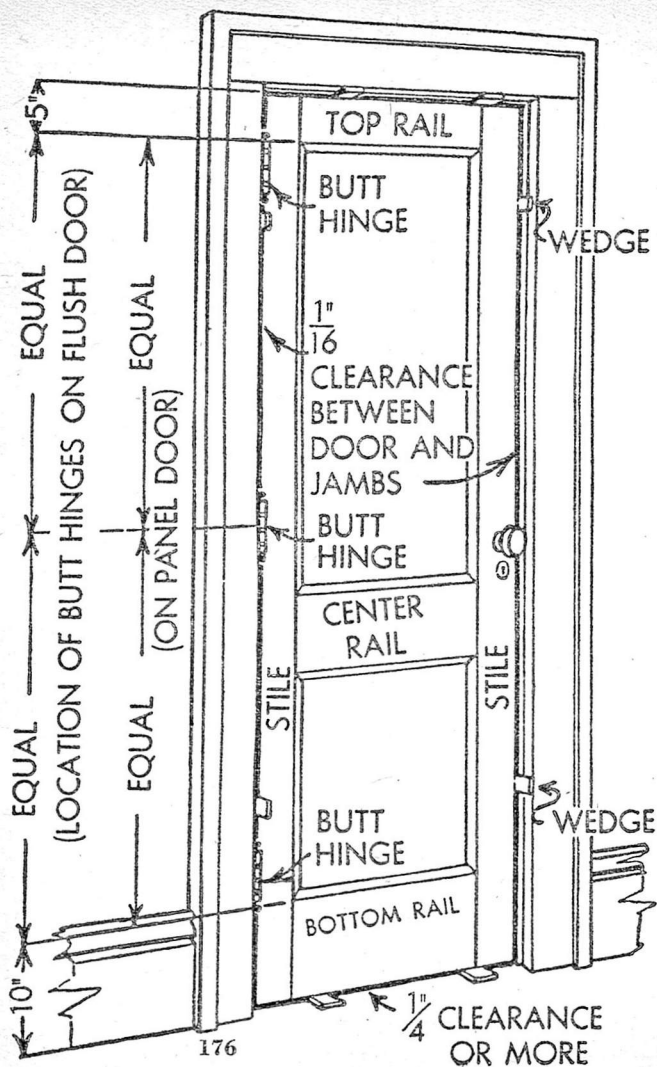 5"
EQUAL
EQUAL
(LOCATION OF BUTT HINGES ON FLUSH DOOR)
10"
EQUAL
(ON PANEL DOOR)
EQUAL
TOP RAIL
BUTT
HINGE
WEDGE
1"
16
CLEARANCE
BETWEEN
DOOR AND
JAMBS
BUTT
HINGE
CENTER
RAIL
STILE
STILE
WEDGE
BUTT
HINGE
BOTTOM RAIL
1"/4 CLEARANCE
OR MORE
176